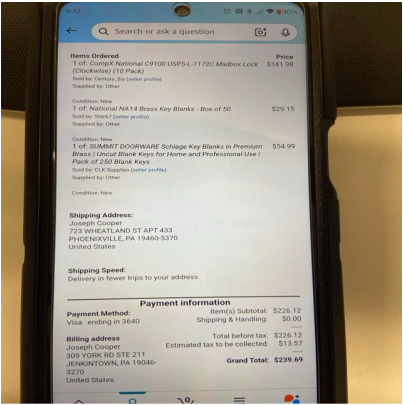 9:33
90%
Search or ask a question
Items Ordered Price
1 of: CompX National C9100 USPS-L-1172C Mailbox Lock $141.98
(Clockwise) (10 Pack)
Sold by: Century_Six (seller profile)
Supplied by: Other
Condition: New
1 of: National NA14 Brass Key Blanks - Box of 50 $29.15
Sold by: (seller profile)
Supplied by: Other
Condition: New
1 of: SUMMIT DOORWARE Schlage Key Blanks in Premium $54.99
Brass | Uncut Blank Keys for Home and Professional Use |
Pack of 250 Blank Keys
Sold by: CLK Supplies (seller profile)
Supplied by: Other
Condition: New
Shipping Address:
Joseph Cooper
723 WHEATLAND ST APT 433
PHOENIXVILLE, PA 19460-5370
United States
Shipping Speed:
Delivery in fewer trips to your address
Payment information
Payment Method: Item(s) Subtotal: $226.12
Visa ending in 3640 Shipping & Handling: $0.00
-----
Total before tax: $226.12
Billing address Estimated tax to be collected: $13.57
Joseph Cooper -----
309 YORK RD STE 211 Grand Total: $239.69
JENKINTOWN, PA 19046-
3270
United States